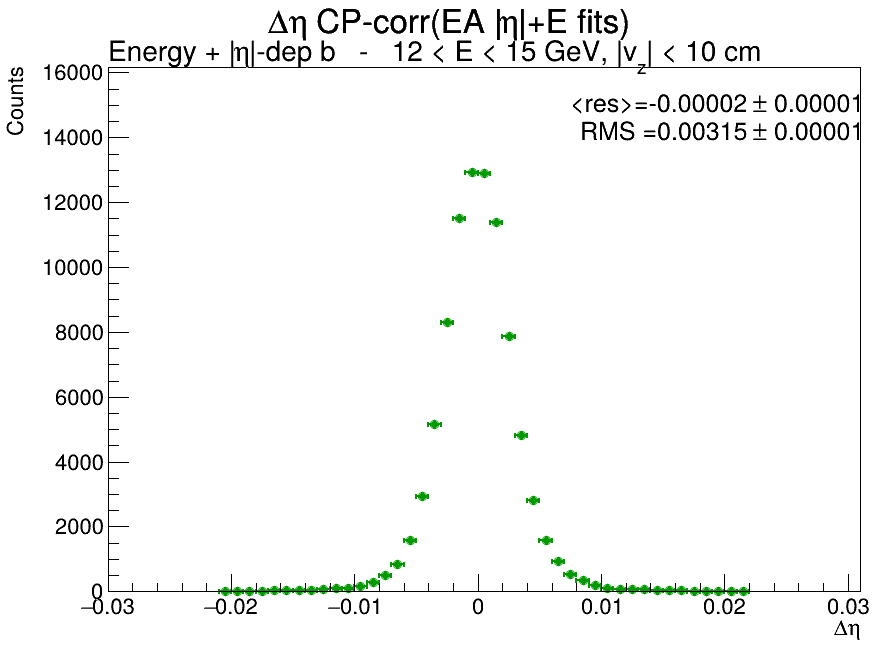 Δη CP-corr(EA |η|+E fits)
Energy + |η|-dep b - 12 < E < 15 GeV, |v_z| < 10 cm
<res>=-0.00002 ± 0.00001
RMS =0.00315 ± 0.00001
Counts
16000
14000
12000
10000
8000
6000
4000
2000
0
−0.03 −0.02 −0.01 0 0.01 0.02 0.03
Δη